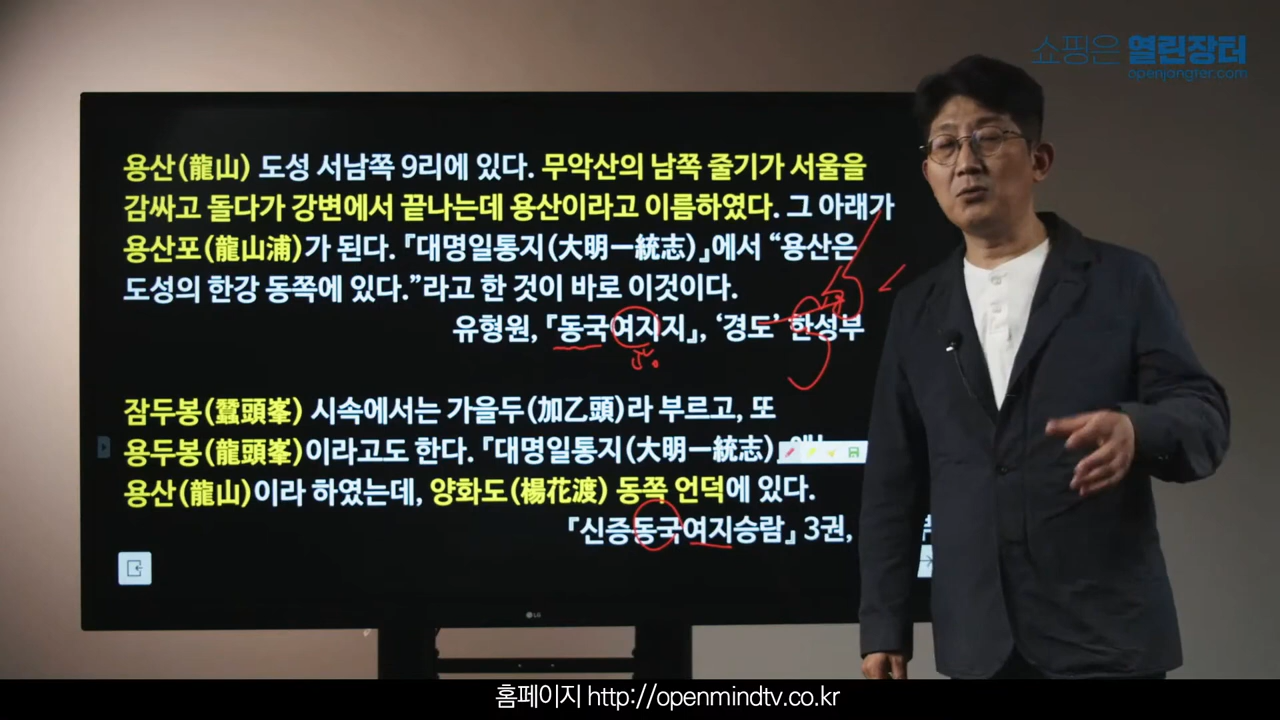 쇼핑은 열린장터
openjangter.com
용산(龍山) 도성 서남쪽 9리에 있다. 무악산의 남쪽 줄기가 서울을
감싸고 돌다가 강변에서 끝나는데 용산이라고 이름하였다. 그 아래가
용산포(龍山浦)가 된다. 『대명일통지(大明一統志)』에서 “용산은
도성의 한강 동쪽에 있다.”라고 한 것이 바로 이것이다.
유형원, 『동국여지지』, ‘경도’ 한성부
잠두봉(蠶頭峯) 시속에서는 가을두(加乙頭)라 부르고, 또
용두봉(龍頭峯)이라고도 한다. 『대명일통지(大明一統志)』에는
용산(龍山)이라 하였는데, 양화도(楊花渡) 동쪽 언덕에 있다.
『신증동국여지승람』 3권,
LG
홈페이지 http://openmindtv.co.kr